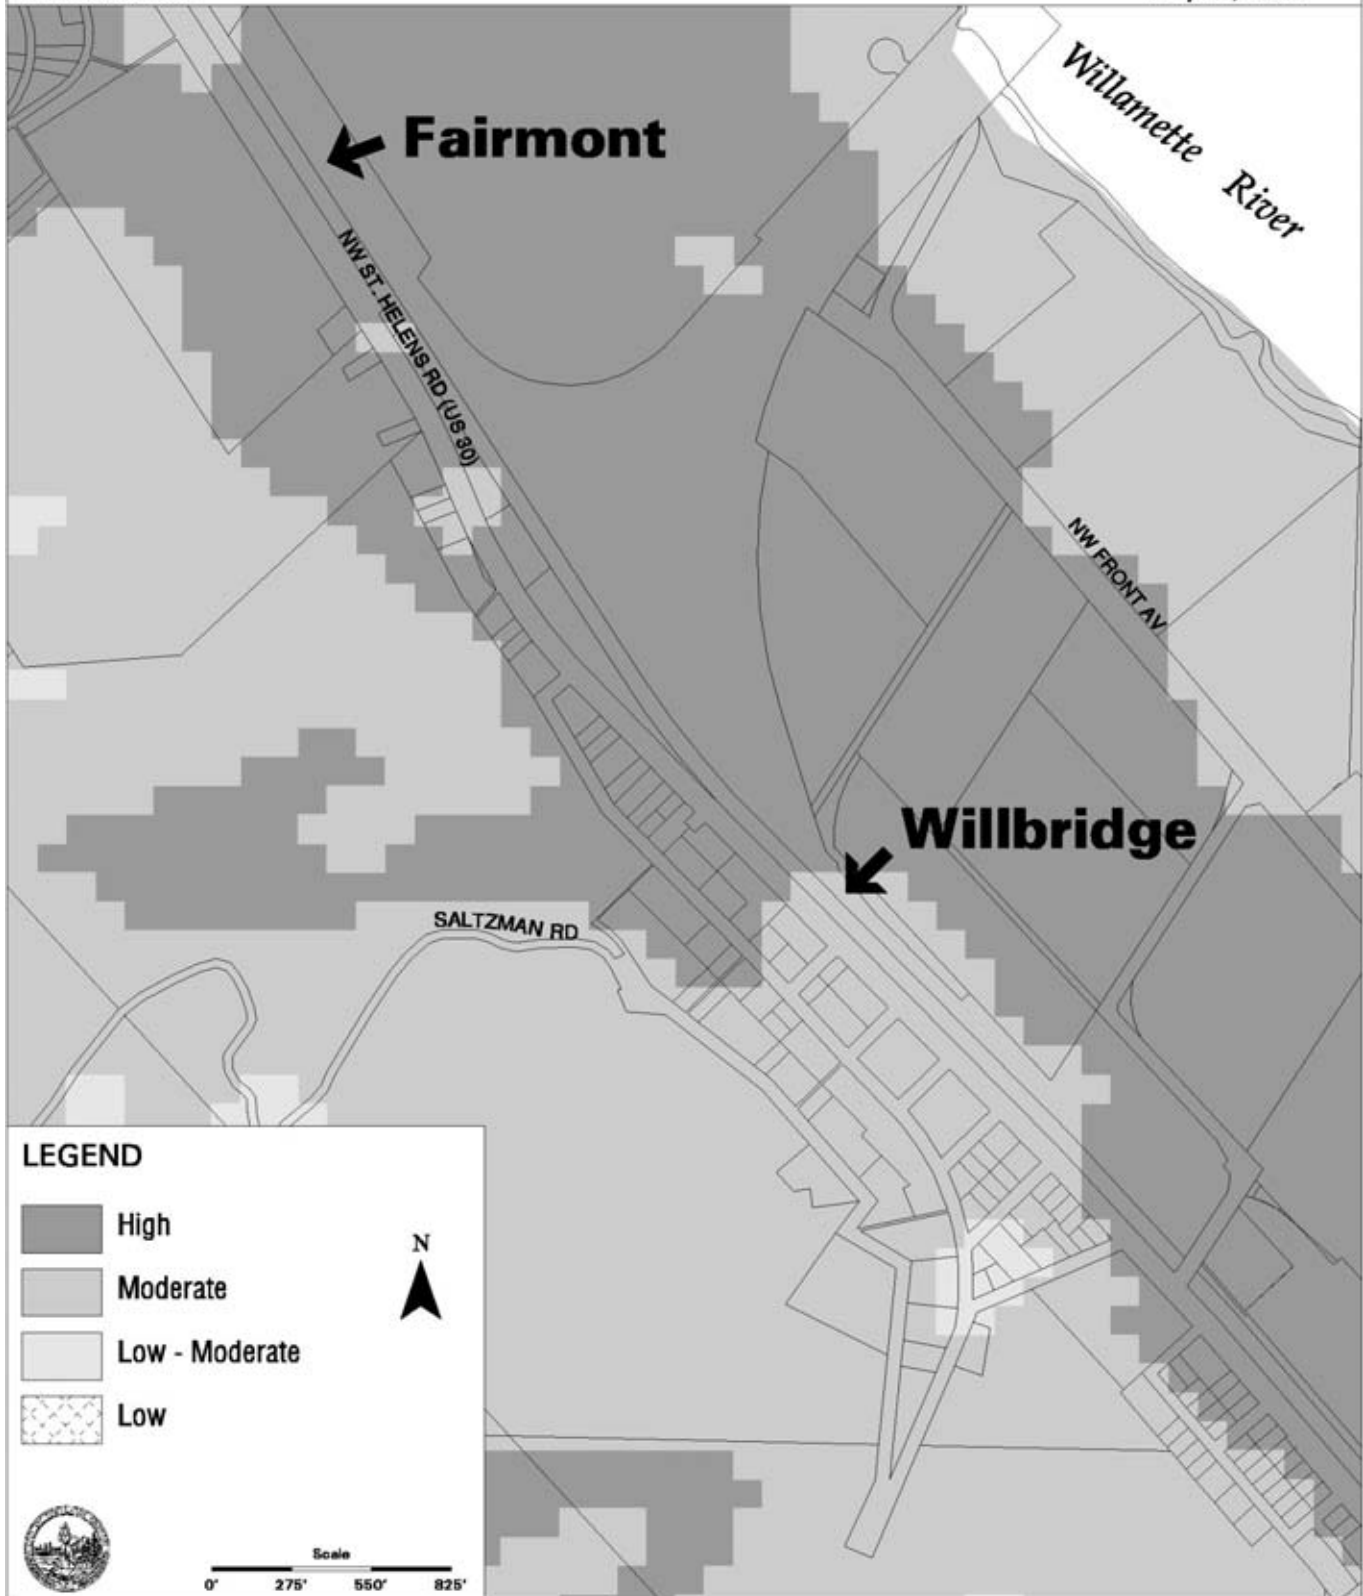 Willamette River
Fairmont
NW ST. HELENS RD (US 30)
NW FRONT AV
Willbridge
SALTZMAN RD
LEGEND
High
Moderate
Low - Moderate
Low
N
Scale
0' 275' 550' 825'